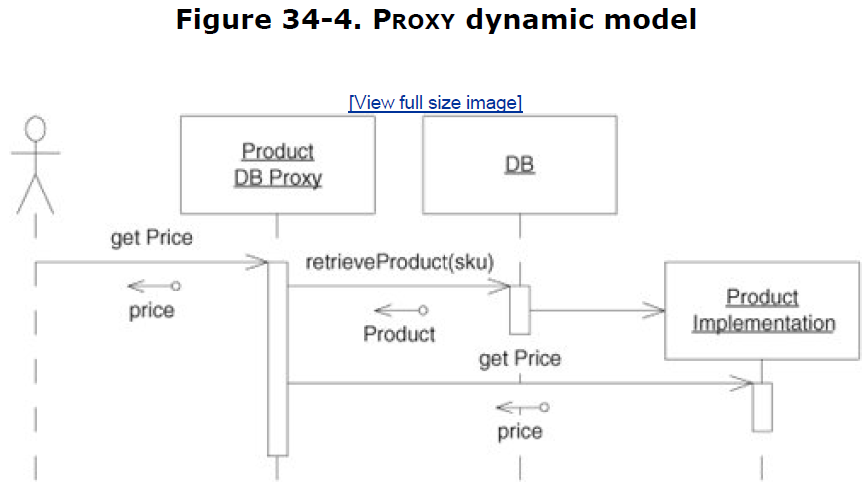 Figure 34-4. PROXY dynamic model
[View full size image]
Product
DB Proxy
DB
get Price
retrieveProduct(sku)
price
Product
Product
Implementation
get Price
price